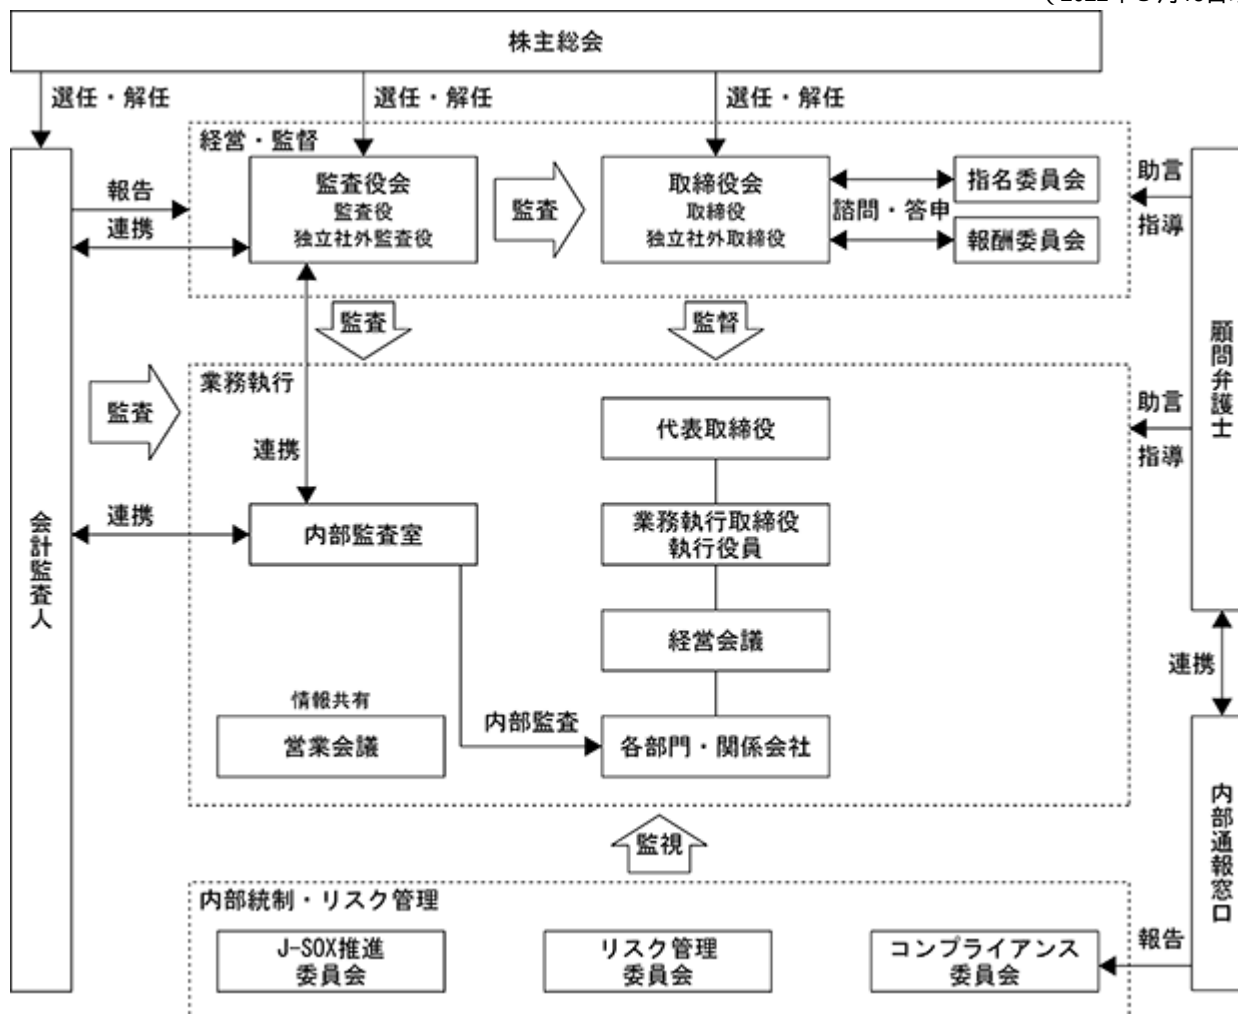 株主総会
選任・解任
選任・解任
選任・解任
経営・監督
監査役会
監査役
独立社外監査役
監査
取締役会
取締役
独立社外取締役
諮問・答申
指名委員会
報酬委員会
報告
連携
助言
指導
監査
監督
顧問弁護士
業務執行
監査
連携
代表取締役
助言
指導
連携
内部監査室
業務執行取締役
執行役員
会計監査人
経営会議
連携
情報共有
営業会議
内部監査
各部門・関係会社
内部通報窓口
監視
内部統制・リスク管理
J-SOX推進
委員会
リスク管理
委員会
コンプライアンス
委員会
報告